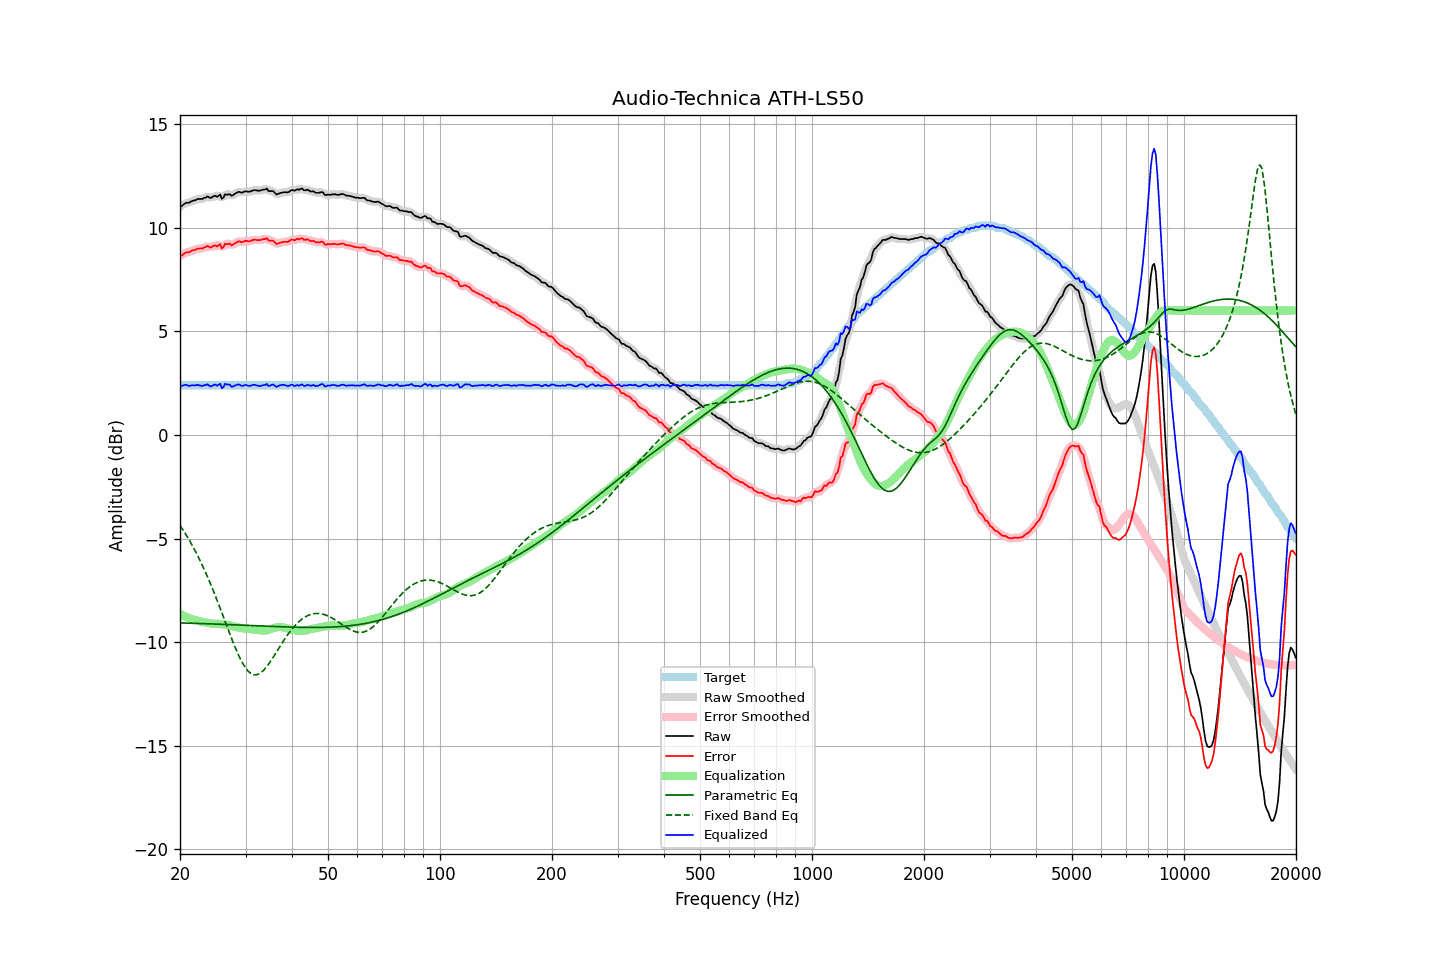 Audio-Technica ATH-LS50
Amplitude (dBr)
15
10
5
0
−5
−10
−15
−20
20
50
100
200
500
1000
2000
5000
10000
20000
Frequency (Hz)
Target
Raw Smoothed
Error Smoothed
Raw
Error
Equalization
Parametric Eq
Fixed Band Eq
Equalized